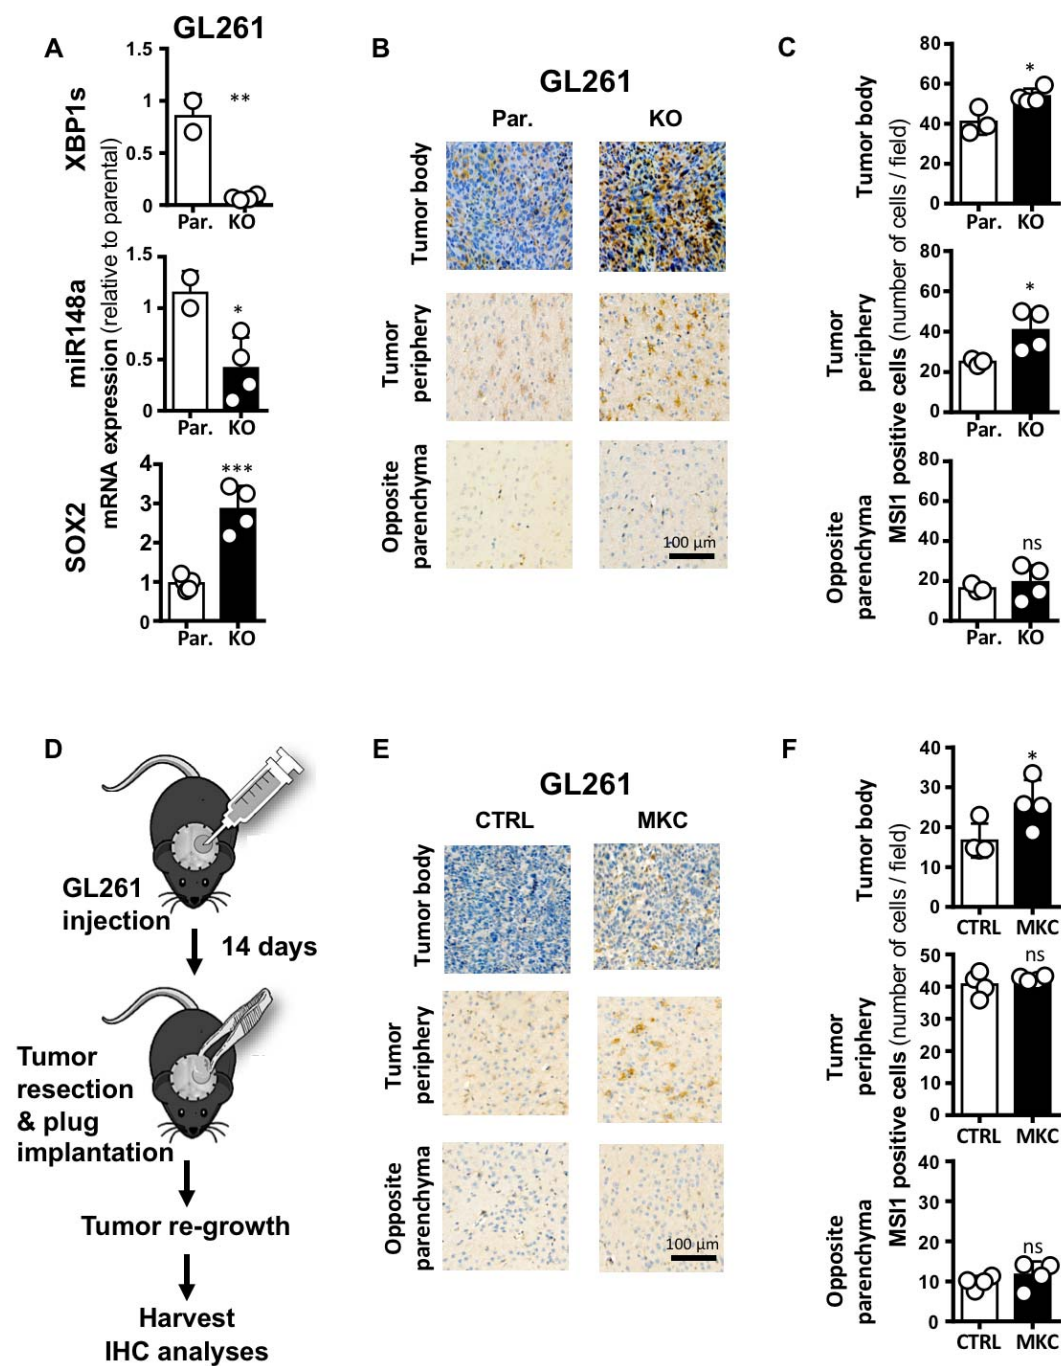 A
GL261
XBP1s
miR148a
SOX2
mRNA expression (relative to parental)
1.5
1
0.5
0
**
Par. KO
1.5
1
0.5
0
*
Par. KO
4
3
2
1
0
***
Par. KO
B
GL261
Par. KO
Tumor body
Tumor
periphery
Opposite
parenchyma
100 µm
C
Tumor body
Tumor
periphery
Opposite
parenchyma
MSI1 positive cells (number of cells / field)
80
60
40
20
0
*
Par. KO
80
60
40
20
0
*
Par. KO
80
60
40
20
0
ns
Par. KO
D
GL261
injection
14 days
Tumor
resection
& plug
implantation
Tumor re-growth
Harvest
IHC analyses
E
GL261
CTRL MKC
Tumor body
Tumor
periphery
Opposite
parenchyma
100 µm
F
Tumor body
Tumor
periphery
Opposite
parenchyma
MSI1 positive cells (number of cells / field)
40
30
20
10
0
*
CTRL MKC
50
40
30
20
10
0
ns
CTRL MKC
40
30
20
10
0
ns
CTRL MKC